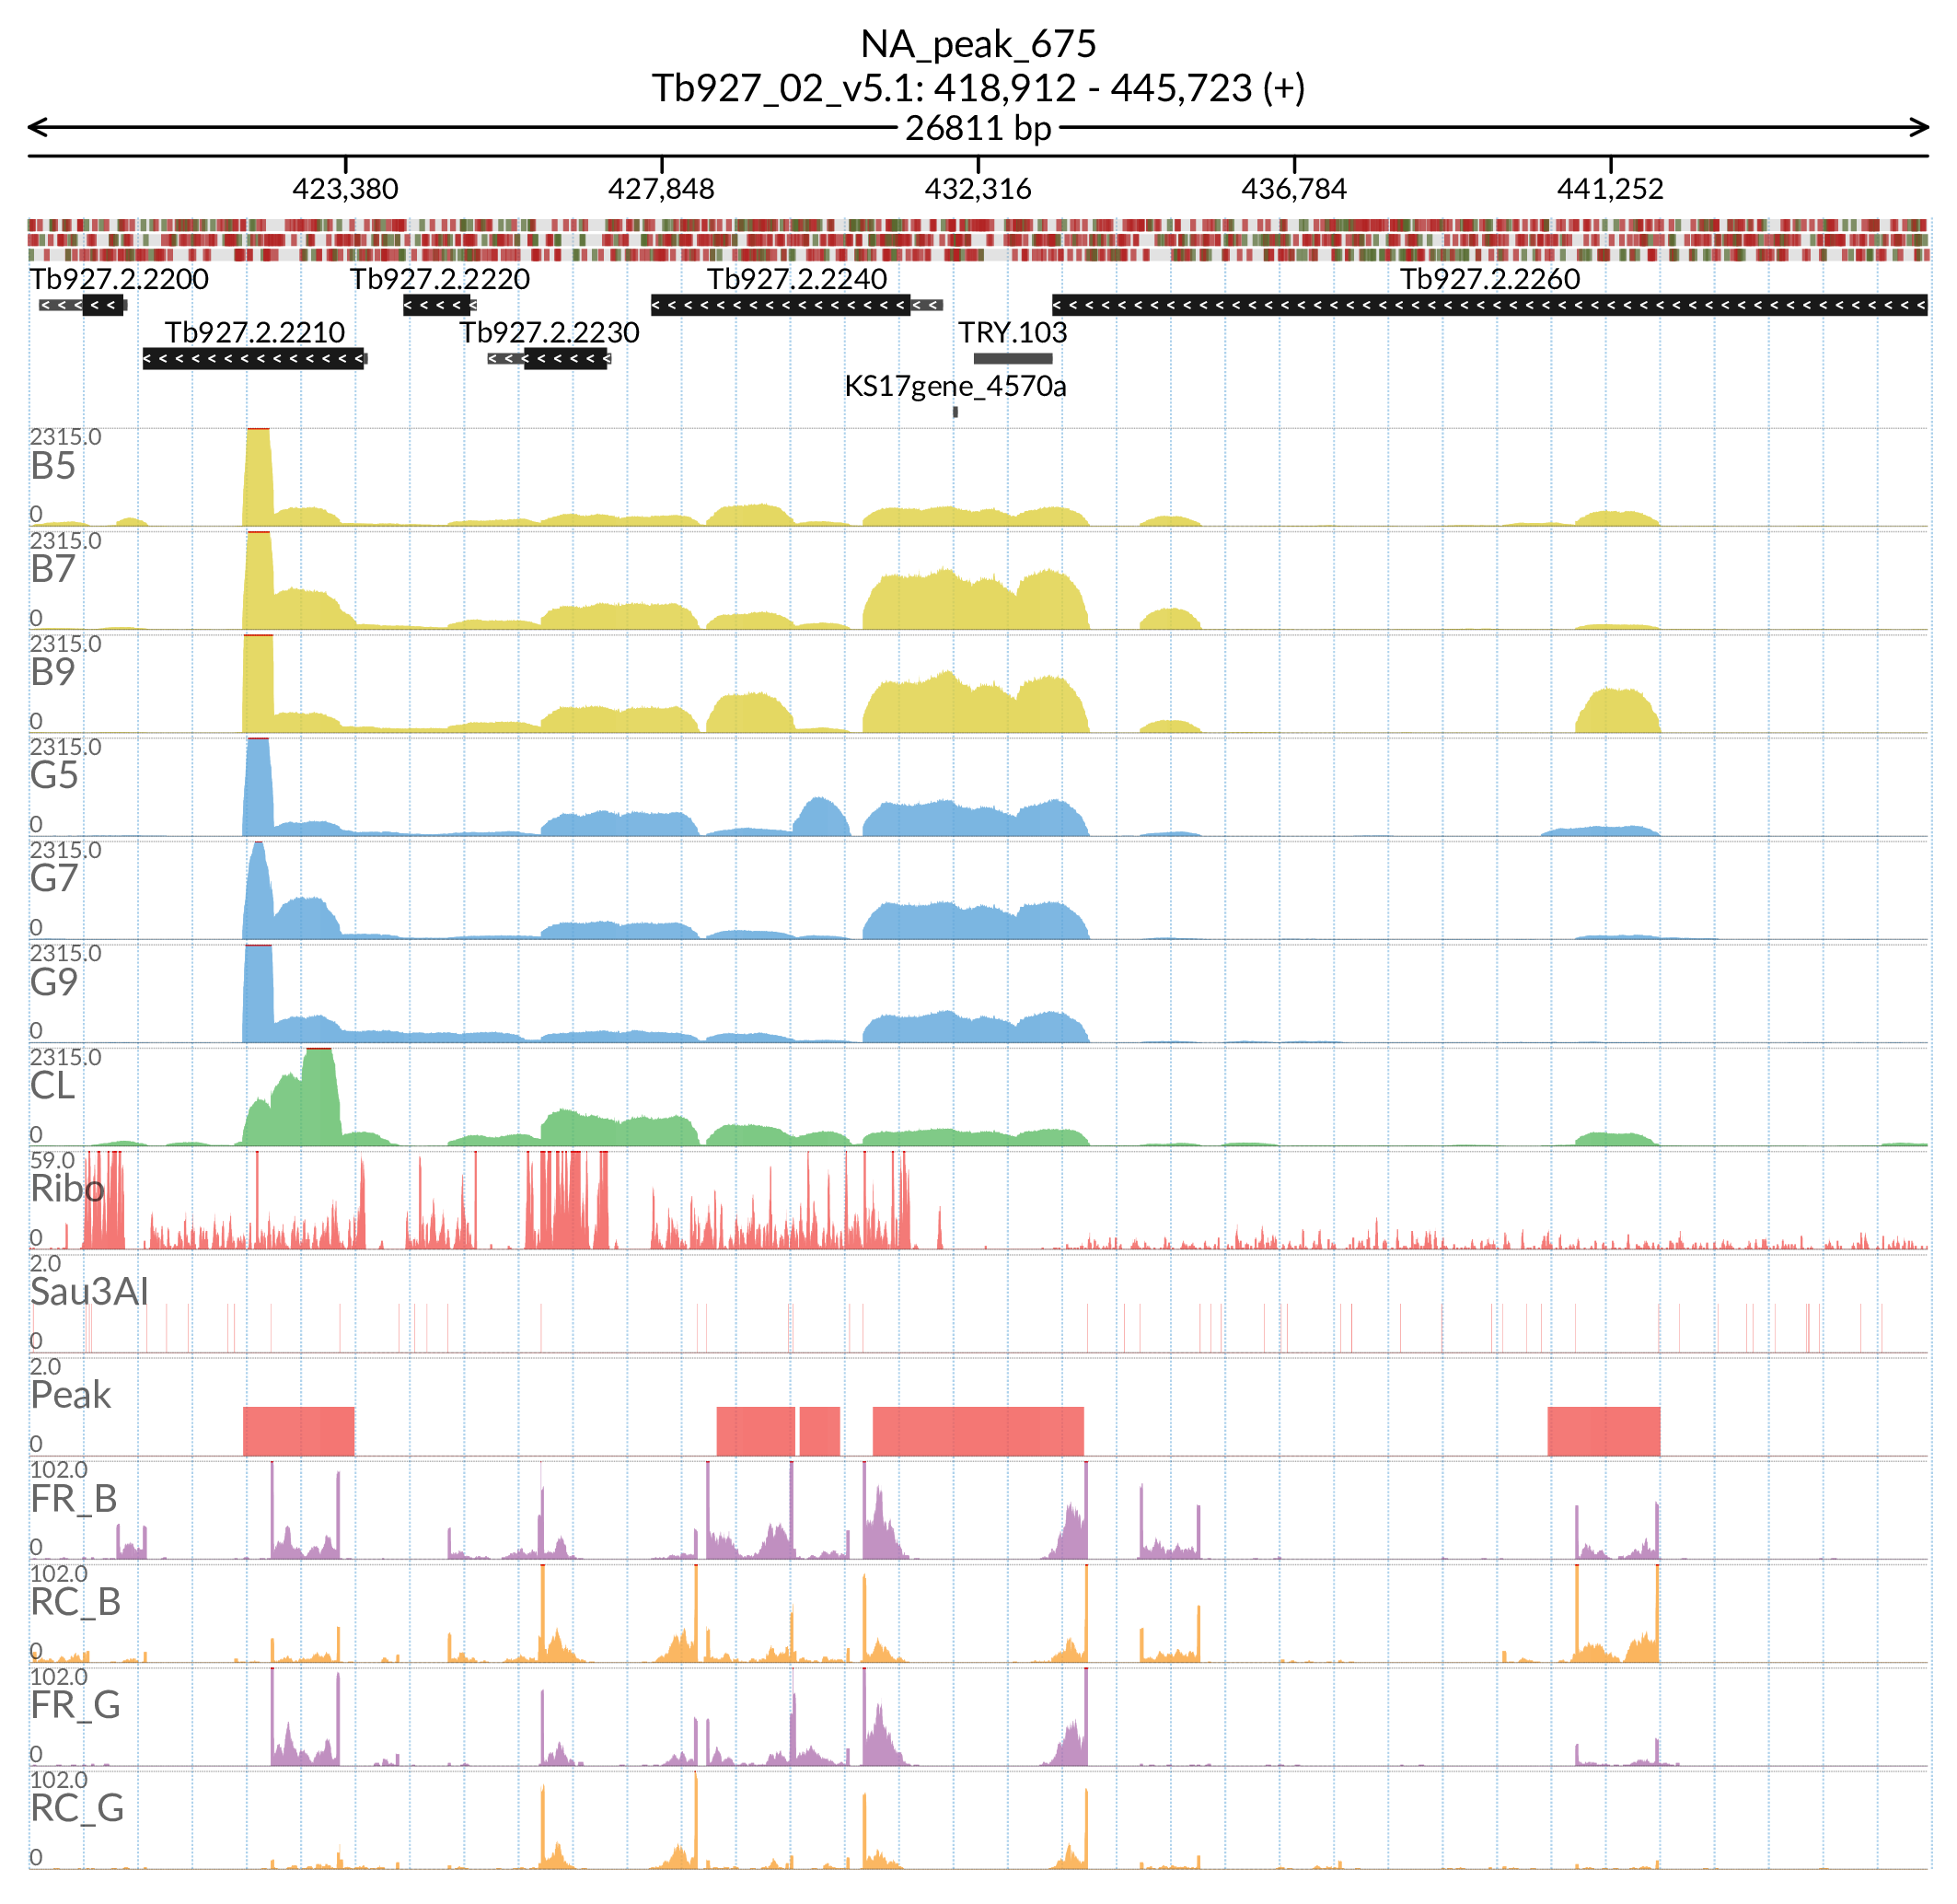 NA_peak_675
Tb927_02_v5.1: 418,912 - 445,723 (+)
26811 bp
423,380 427,848 432,316 436,784 441,252
Tb927.2.2200 Tb927.2.2220 Tb927.2.2240 Tb927.2.2260
Tb927.2.2210 Tb927.2.2230 TRY.103
KS17gene_4570a
2315.0
B5
0
2315.0
B7
0
2315.0
B9
0
2315.0
G5
0
2315.0
G7
0
2315.0
G9
0
2315.0
CL
0
59.0
Ribo
0
2.0
Sau3AI
0
2.0
Peak
0
102.0
FR_B
0
102.0
RC_B
0
102.0
FR_G
0
102.0
RC_G
0